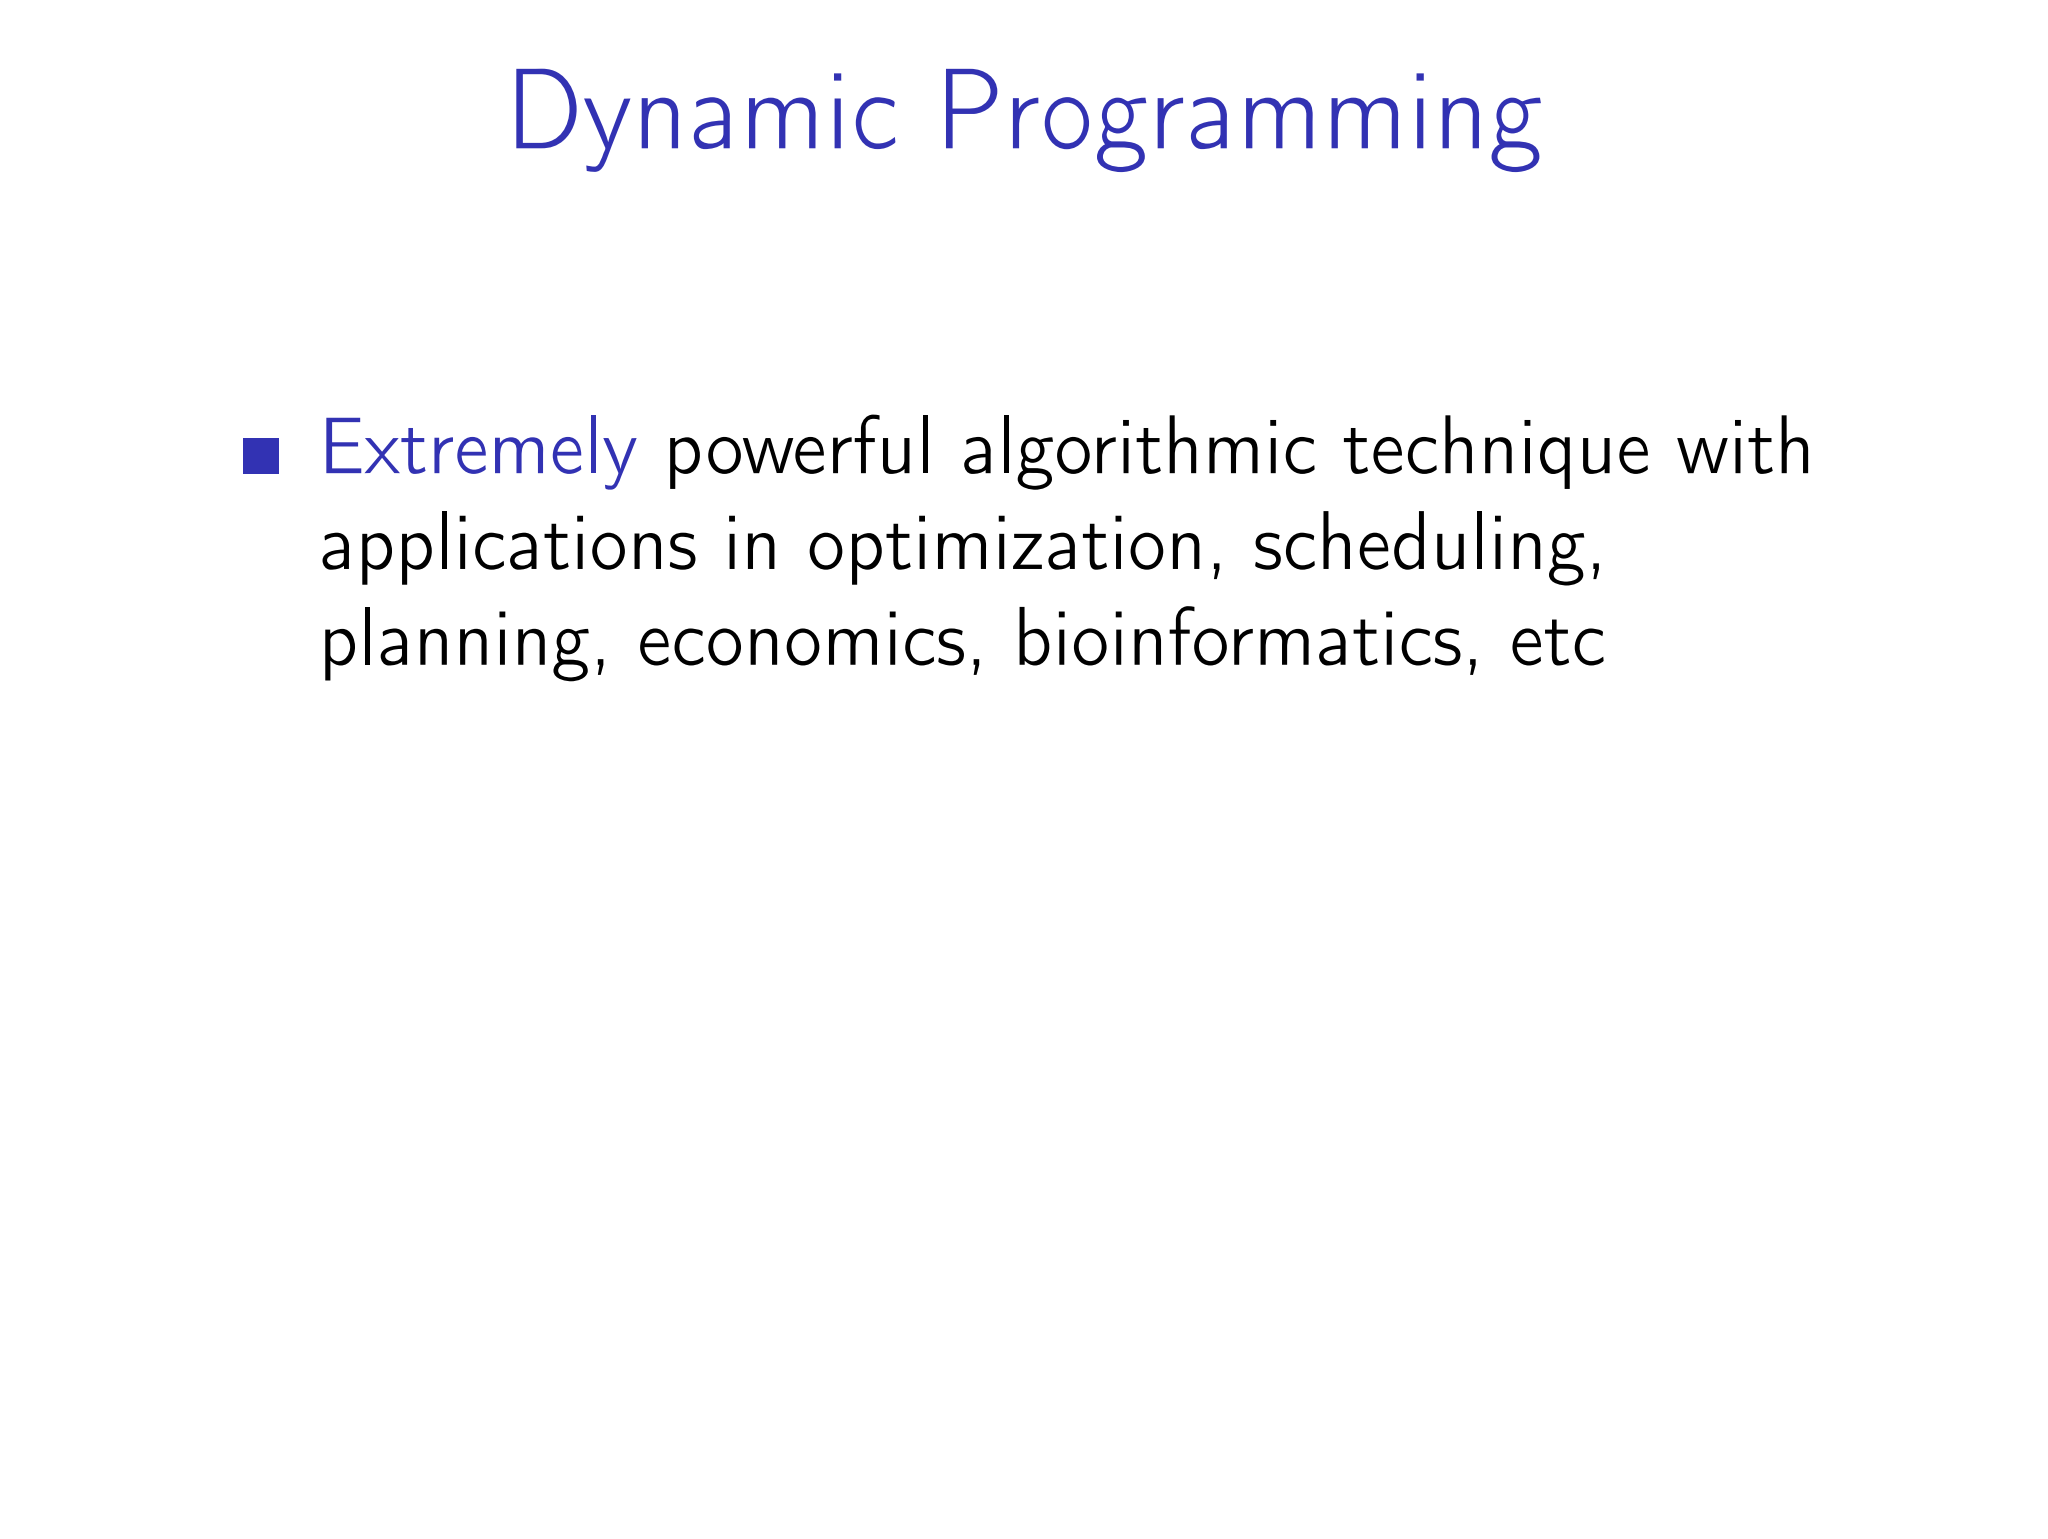 Dynamic Programming
Extremely powerful algorithmic technique with
applications in optimization, scheduling,
planning, economics, bioinformatics, etc